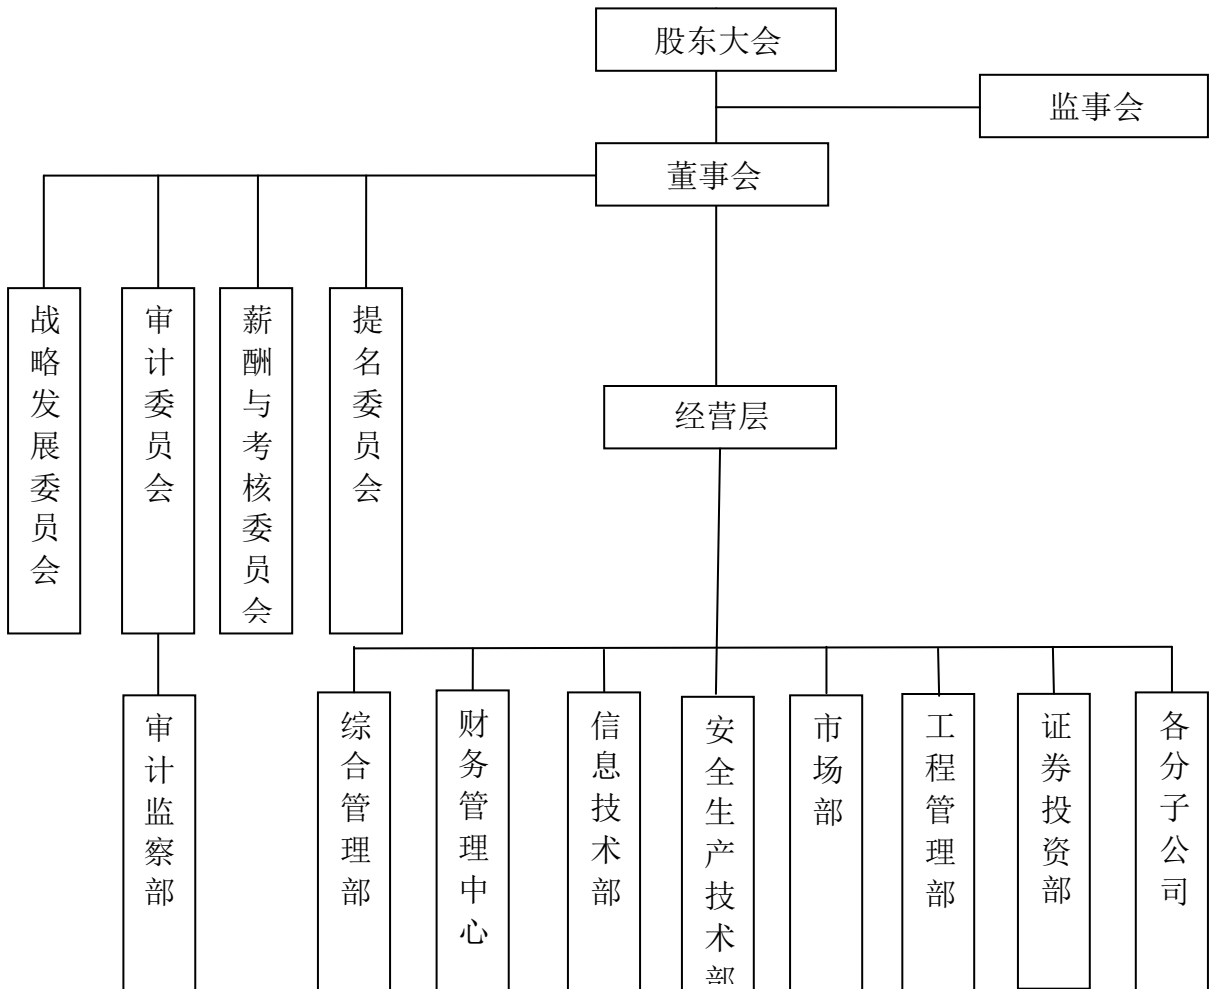 股东大会
监事会
董事会
战略发展委员会
审计委员会
薪酬与考核委员会
提名委员会
经营层
审计监察部
综合管理部
财务管理中心
信息技术部
安全生产技术部
市场部
工程管理部
证券投资部
各分子公司